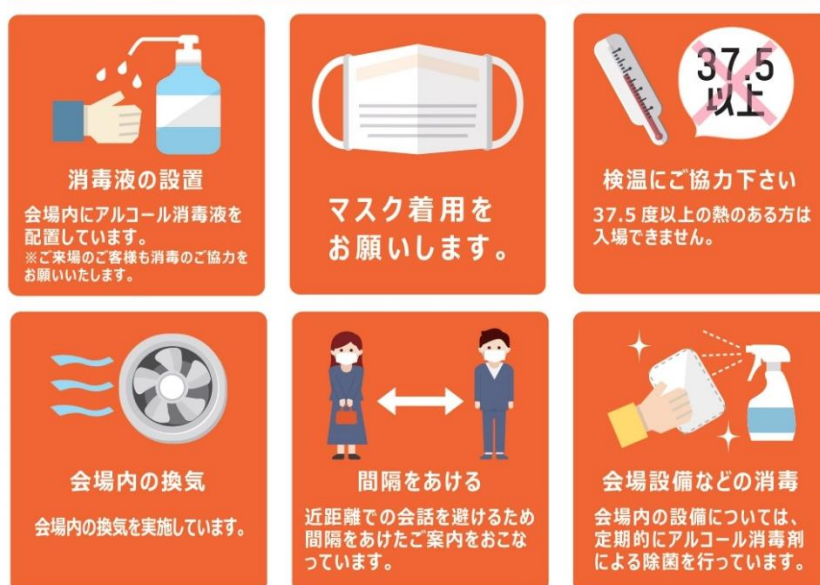 消毒液の設置
会場内にアルコール消毒液を
配置しています。
※ご来場のご客様も消毒のご協力を
お願いいたします。
マスク着用を
お願いします。
37.5
以上
検温にご協力下さい
37.5 度以上の熱のある方は
入場できません。
会場内の換気
会場内の換気を実施しています。
間隔をあける
近距離での会話を避けるため
間隔をあけたご案内をおこな
っています。
会場設備などの消毒
会場内の設備については、
定期的にアルコール消毒剤
による除菌を行っています。